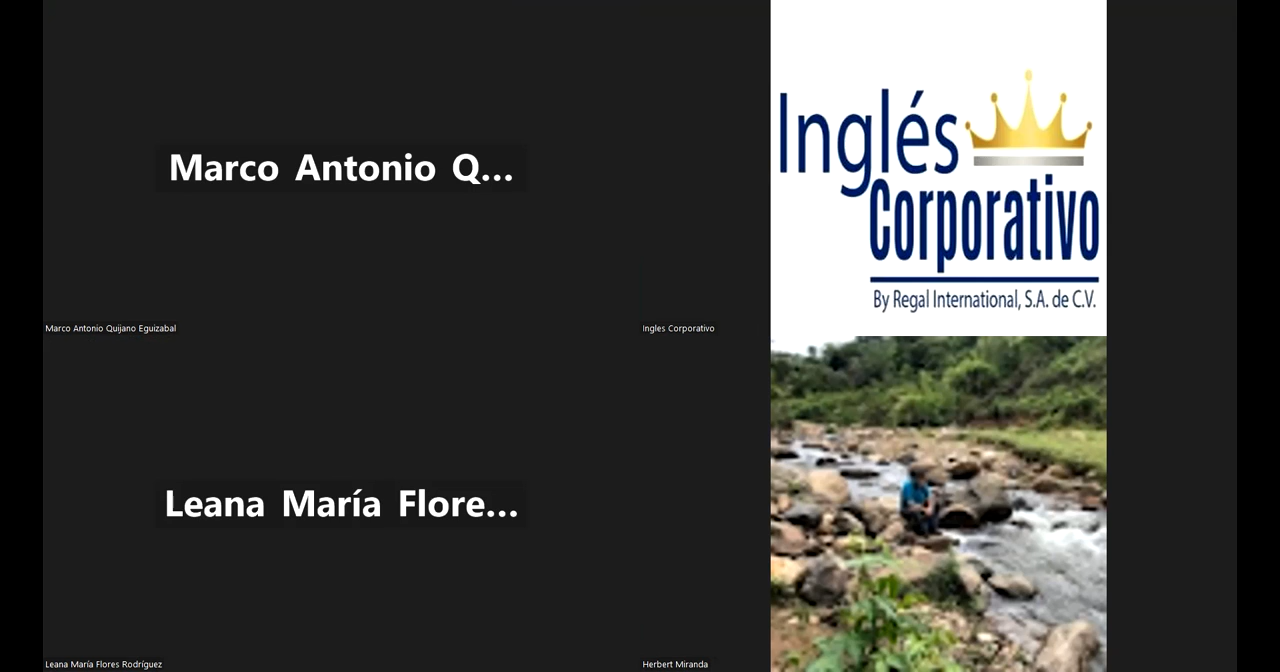 Marco Antonio Q...
Marco Antonio Quijano Eguizabal
Inglés
Corporativo
By Regal International, S.A. de C.V.
Ingles Corporativo
Leana María Flore...
Leana María Flores Rodríguez
Herbert Miranda